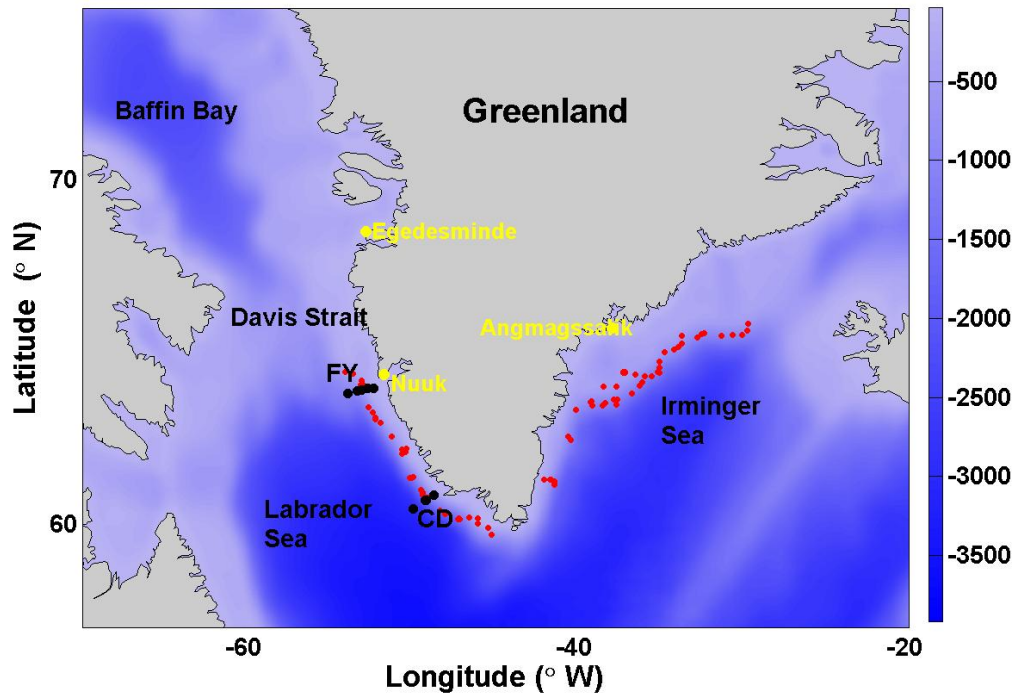 Baffin Bay
Greenland
70
Egedesminde
Davis Strait
Angmagssalik
FY
Nuuk
Irminger
Sea
Labrador
Sea
CD
60
Latitude (° N)
-60
-40
-20
Longitude (° W)
-500
-1000
-1500
-2000
-2500
-3000
-3500